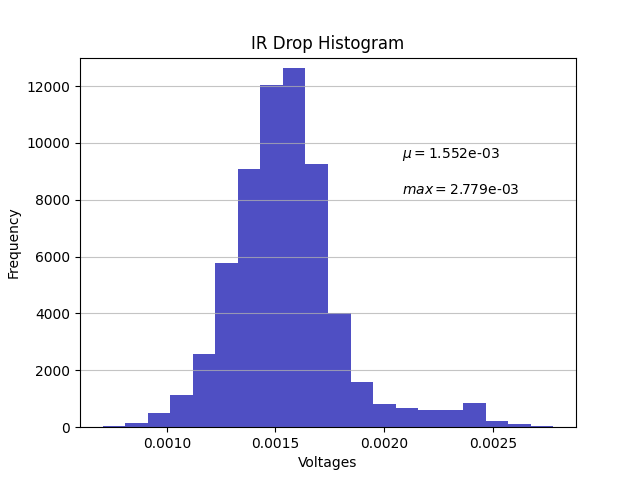 IR Drop Histogram
12000
10000
8000
6000
4000
2000
0
Frequency
μ = 1.552e-03
max = 2.779e-03
0.0010 0.0015 0.0020 0.0025
Voltages